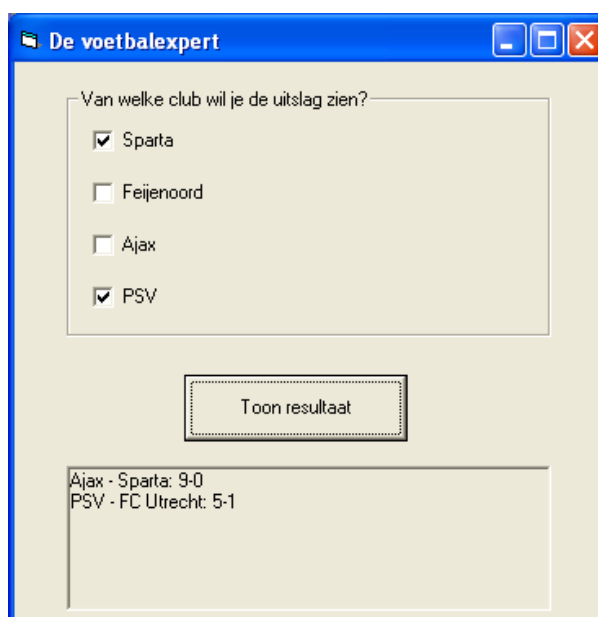 De voetbalexpert
Van welke club wil je de uitslag zien?
Sparta
Feijenoord
Ajax
PSV
Toon resultaat
Ajax - Sparta: 9-0
PSV - FC Utrecht: 5-1